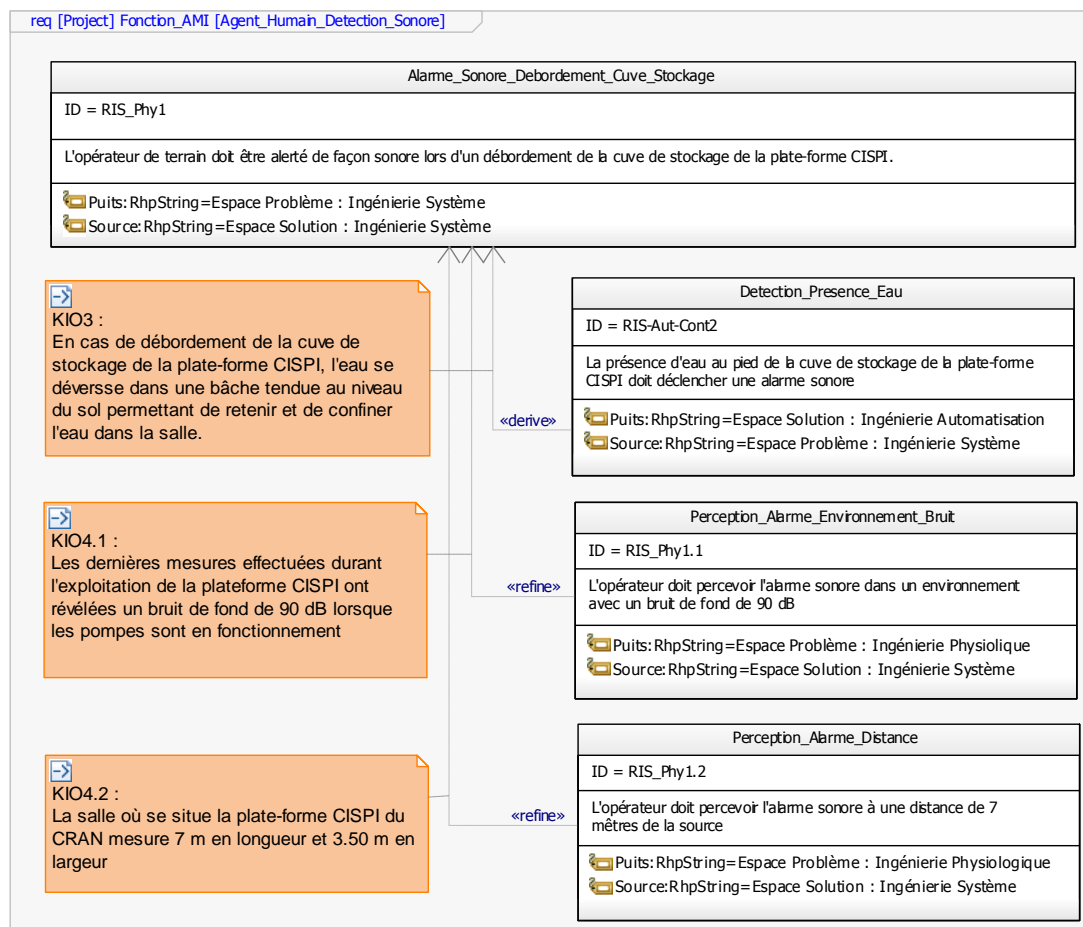 req [Project] Fonction_AMI [Agent_Humain_Detection_Sonore]
Alarme_Sonore_Debordement_Cuve_Stockage
ID = RIS_Phy1
L'opérateur de terrain doit être alerté de façon sonore lors d'un débordement de la cuve de stockage de la plate-forme CISPI.
Puits:RhpString=Espace Problème : Ingénierie Système
Source:RhpString=Espace Solution : Ingénierie Système
KIO3 :
En cas de débordement de la cuve de
stockage de la plate-forme CISPI, l'eau se
déversse dans une bâche tendue au niveau
du sol permettant de retenir et de confiner
l'eau dans la salle.
«derive»
Detection_Presence_Eau
ID = RIS-Aut-Cont2
La présence d'eau au pied de la cuve de stockage de la plate-forme
CISPI doit déclencher une alarme sonore
Puits:RhpString=Espace Solution : Ingénierie Automatisation
Source:RhpString=Espace Problème : Ingénierie Système
KIO4.1 :
Les dernières mesures effectuées durant
l'exploitation de la plateforme CISPI ont
révélées un bruit de fond de 90 dB lorsque
les pompes sont en fonctionnement
«refine»
Perception_Alarme_Environnement_Bruit
ID = RIS_Phy1.1
L'opérateur doit percevoir l'alarme sonore dans un environnement
avec un bruit de fond de 90 dB
Puits:RhpString=Espace Problème : Ingénierie Physiolique
Source:RhpString=Espace Solution : Ingénierie Système
KIO4.2 :
La salle où se situe la plate-forme CISPI du
CRAN mesure 7 m en longueur et 3.50 m en
largeur
«refine»
Perception_Alarme_Distance
ID = RIS_Phy1.2
L'opérateur doit percevoir l'alarme sonore à une distance de 7
mêtres de la source
Puits:RhpString=Espace Problème : Ingénierie Physiologique
Source:RhpString=Espace Solution : Ingénierie Système